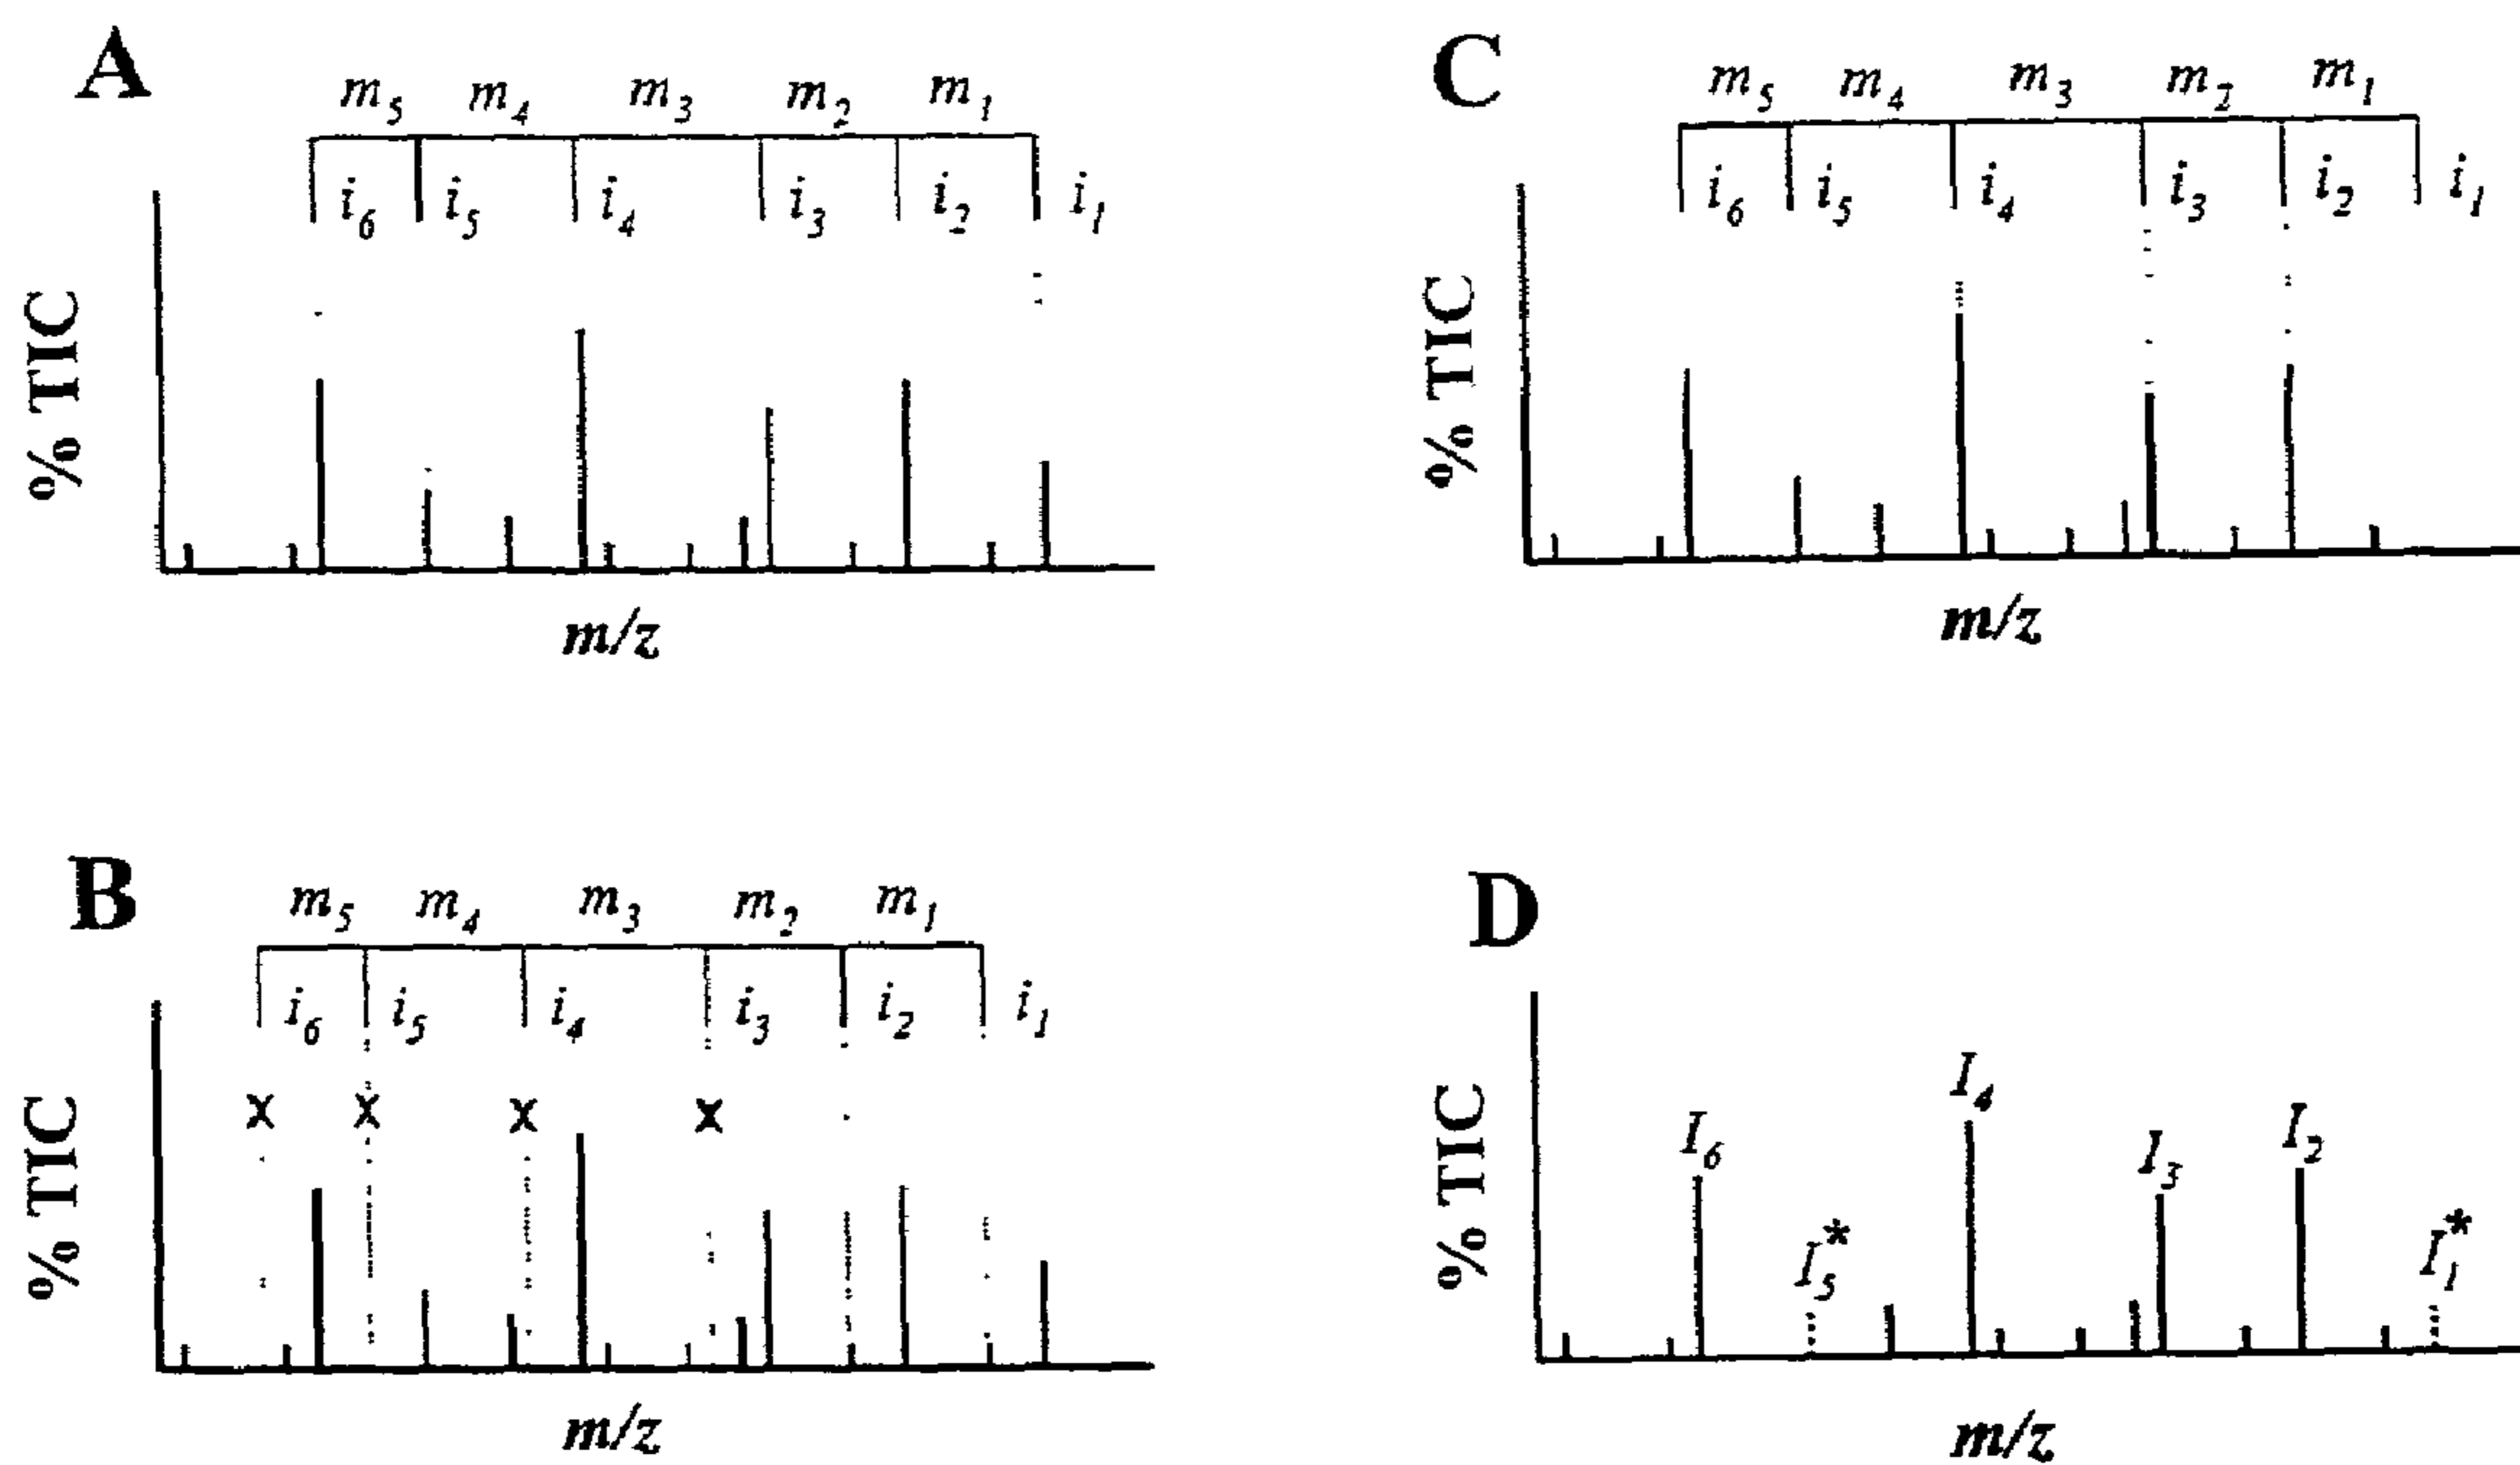 A
m5 m4 m3 m2 m1
i6 i5 i4 i3 i2 i1
% TIC
m/z
B
m5 m4 m3 m2 m1
i6 i5 i4 i3 i2 i1
x x x x
% TIC
m/z
C
m5 m4 m3 m2 m1
i6 i5 i4 i3 i2 i1
% TIC
m/z
D
I6 I5* I4 I3 I2 I1*
% TIC
m/z